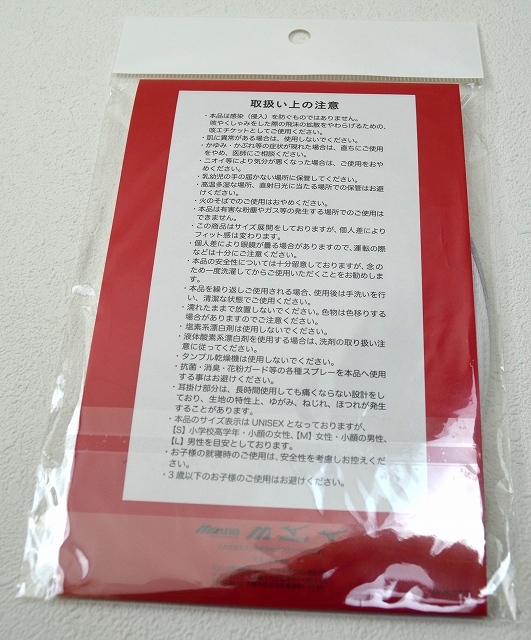 取扱い上の注意
・本品は感染（侵入）を防ぐものではありません。
咳やくしゃみをした際の飛沫の拡散をやわらげるための、
咳エチケットとしてご使用ください。
・肌に異常がある場合は、使用しないでください。
・かゆみ・かぶれ等の症状が現れた場合は、直ちにご使用
をやめ、医師にご相談ください。
・ニオイ等により気分が悪くなった場合は、ご使用をおや
めください。
・乳幼児の手の届かない場所に保管してください。
・高温多湿な場所、直射日光に当たる場所での保管はお避
けください。
・火のそばでのご使用はおやめください。
・本品は有害な粉塵やガス等の発生する場所でのご使用は
できません。
・この商品はサイズ展開をしておりますが、個人差により
フィット感は変わります。
・個人差により眼鏡が曇る場合がありますので、運転の際
などは十分にご注意ください。
・本品の安全性については十分留意しておりますが、念の
ため一度洗濯してからご使用いただくことをお勧めしま
す。
・本品を繰り返しご使用される場合、使用後は手洗いを行
い、清潔な状態でご使用ください。
・濡れたままで放置しないでください。色物は色移りする
場合がありますのでご注意ください。
・塩素系漂白剤は使用しないでください。
・液体酸素系漂白剤を使用する場合は、洗剤の取り扱い注
意に従ってください。
・タンブル乾燥機は使用しないでください。
・抗菌・消臭・花粉ガード等の各種スプレーを本品へ使用
する事はお避けください。
・耳掛け部分は、長時間使用しても痛くならない設計をし
ており、生地の特性上、ゆがみ、ねじれ、ほつれが発生
することがあります。
・本品のサイズ表示は UNISEX となっておりますが、
【S】小学校高学年・小顔の女性、【M】女性・小顔の男性、
【L】男性を目安としております。
・お子様の就寝時のご使用は、安全性を考慮しお控えくだ
さい。
・3 歳以下のお子様のご使用はお避けください。